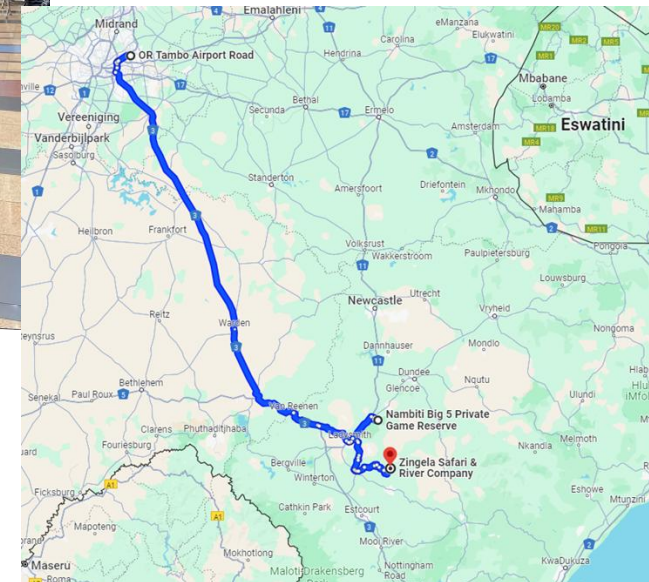 Emalahleni
eManzana
Midrand
Hendrina
Elukwatini
OR Tambo Airport Road
Mbabane
Lobamba
Bethal
Ermelo
Secunda
Vereeniging
Amsterdam
Eswatini
Vanderbijlpark
Sasolburg
Standerton
Driefontein
Mkhondo
Amersfoort
Mahamba
Heilbron
Frankfort
Volksrust
Wakkerstroom
Paulpietersburg
Pongola
Louwsburg
Newcastle
Utrecht
Vryheid
Reitz
Warden
Nongoma
Dannhauser
Mondlo
Dundee
Glencoe
Nqutu
Bethlehem
Senekal
Paul Roux
Ulundi
Van Reenen
Nambiti Big 5 Private
Game Reserve
Clarens
Phuthaditjhaba
Ladysmith
Nkandla
Melmoth
Fouriesburg
Bergville
Zingela Safari &
River Company
Winterton
Eshowe
Ficksburg
Mtunzini
Cathkin Park
Estcourt
Mapoteng
Mooi River
Mokhotlong
KwaDukuza
Maseru
Nottingham
Road
Roma
MalotiDrakensberg